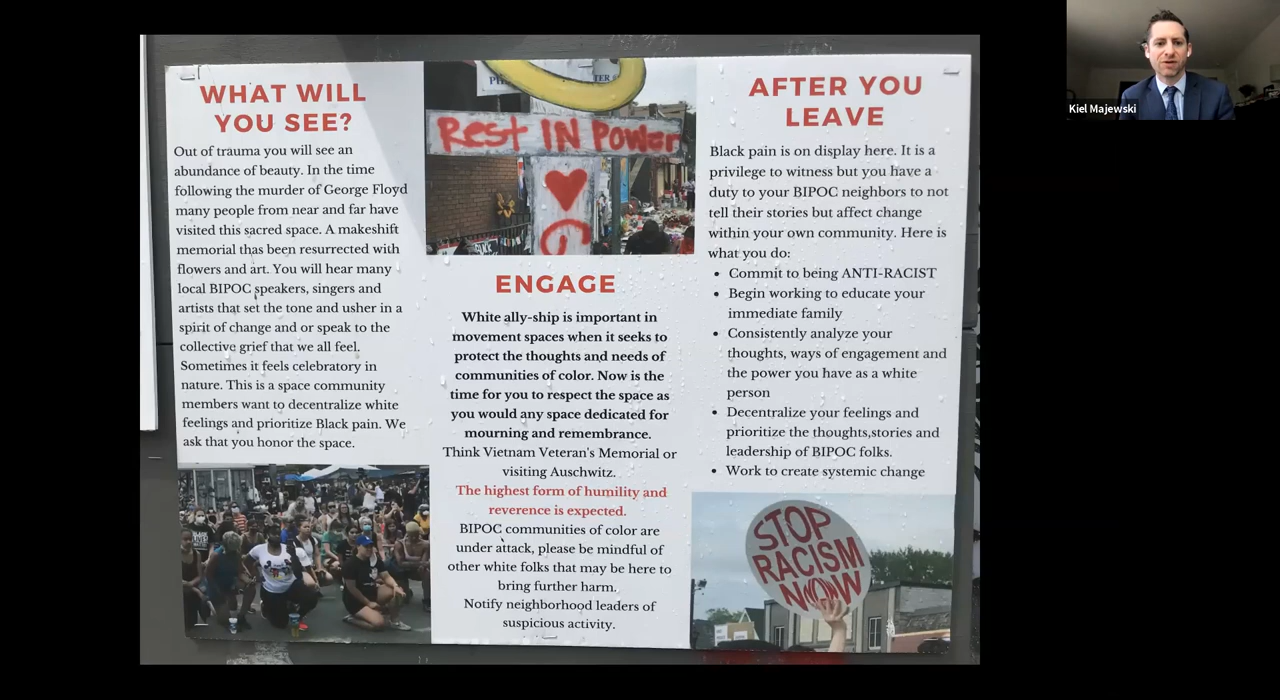 WHAT WILL
YOU SEE?
Out of trauma you will see an
abundance of beauty. In the time
following the murder of George Floyd
many people from near and far have
visited this sacred space. A makeshift
memorial thas been resurrected with
flowers and art. You will hear many
local BIPOC speakers, singers and
artists that set the tone and usher in a
spirit of change and or speak to the
collective grief that we all feel.
Sometimes it feels celebratory in
nature. This is a space community
members want to decentralize white
feelings and prioritize Black pain. We
ask that you honor the space.
Rest IN Power
ENGAGE
White ally-ship is important in
movement spaces when it seeks to
protect the thoughts and needs of
communities of color. Now is the
time for you to respect the space as
you would any space dedicated for
mourning and remembrance.
Think Vietnam Veteran's Memorial or
visiting Auschwitz.
The highest form of humility and
reverence is expected.
BIPOC communities of color are
under attack, please be mindful of
other white folks that may be here to
bring further harm.
Notify neighborhood leaders of
suspicious activity.
AFTER YOU
LEAVE
Black pain is on display here. It is a
privilege to witness but you have a
duty to your BIPOC neighbors to not
tell their stories but affect change
within your own community. Here is
what you do:
• Commit to being ANTI-RACIST
• Begin working to educate your
immediate family
• Consistently analyze your
thoughts, ways of engagement and
the power you have as a white
person
• Decentralize your feelings and
prioritize the thoughts,stories and
leadership of BIPOC folks.
• Work to create systemic change
STOP
RACISM
NOW
Kiel Majewski